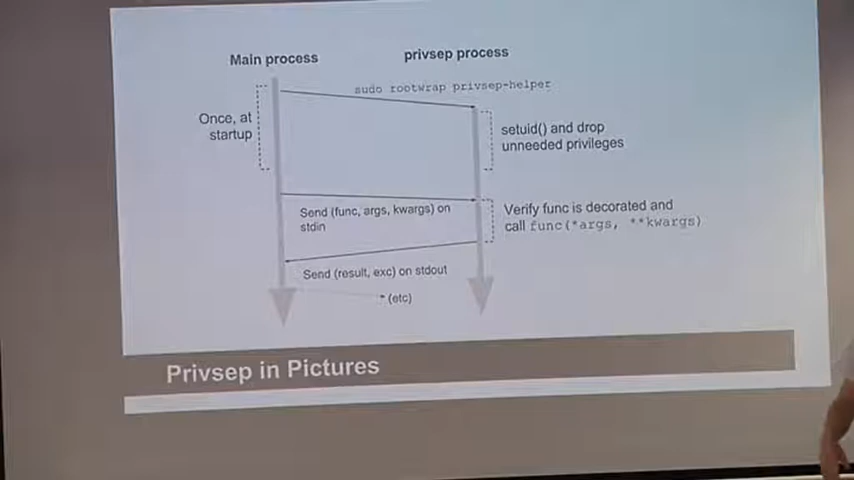 Main process
privsep process
sudo rootwrap privsep-helper
Once, at
startup
setuid() and drop
unneeded privileges
Send (func, args, kwargs) on
stdin
Verify func is decorated and
call func(*args, **kwargs)
Send (result, exc) on stdout
(etc)
Privsep in Pictures